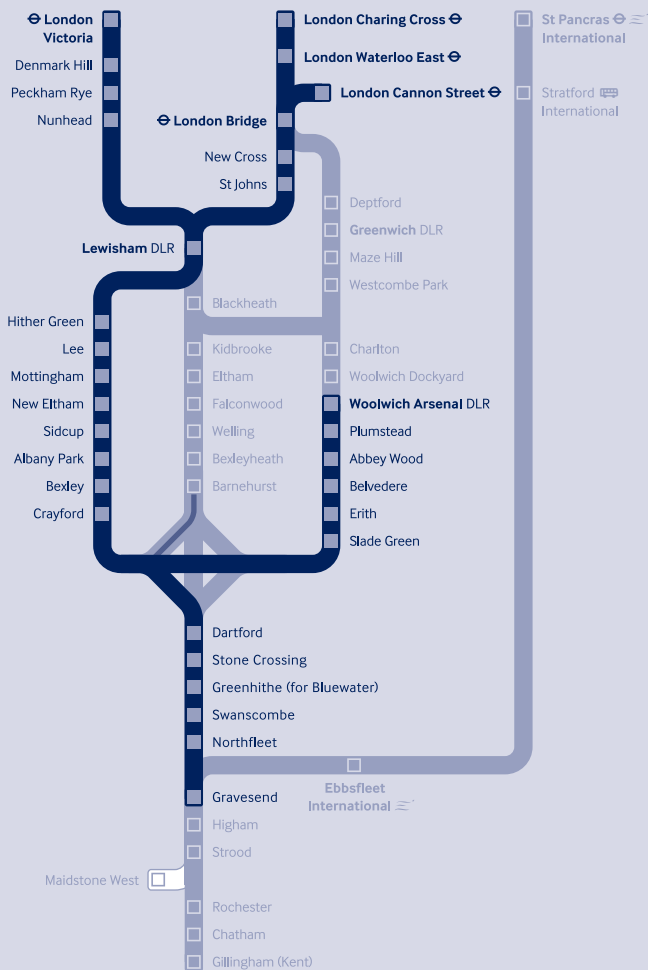 London
Victoria
Denmark Hill
Peckham Rye
Nunhead
London Charing Cross
London Waterloo East
London Cannon Street
London Bridge
New Cross
St Johns
St Pancras
International
Stratford
International
Deptford
Greenwich DLR
Maze Hill
Westcombe Park
Lewisham DLR
Blackheath
Hither Green
Lee
Mottingham
New Eltham
Sidcup
Albany Park
Bexley
Crayford
Kidbrooke
Eltham
Falconwood
Welling
Bexleyheath
Barnehurst
Charlton
Woolwich Dockyard
Woolwich Arsenal DLR
Plumstead
Abbey Wood
Belvedere
Erith
Slade Green
Dartford
Stone Crossing
Greenhithe (for Bluewater)
Swanscombe
Northfleet
Ebbsfleet
International
Gravesend
Higham
Strood
Maidstone West
Rochester
Chatham
Gillingham (Kent)